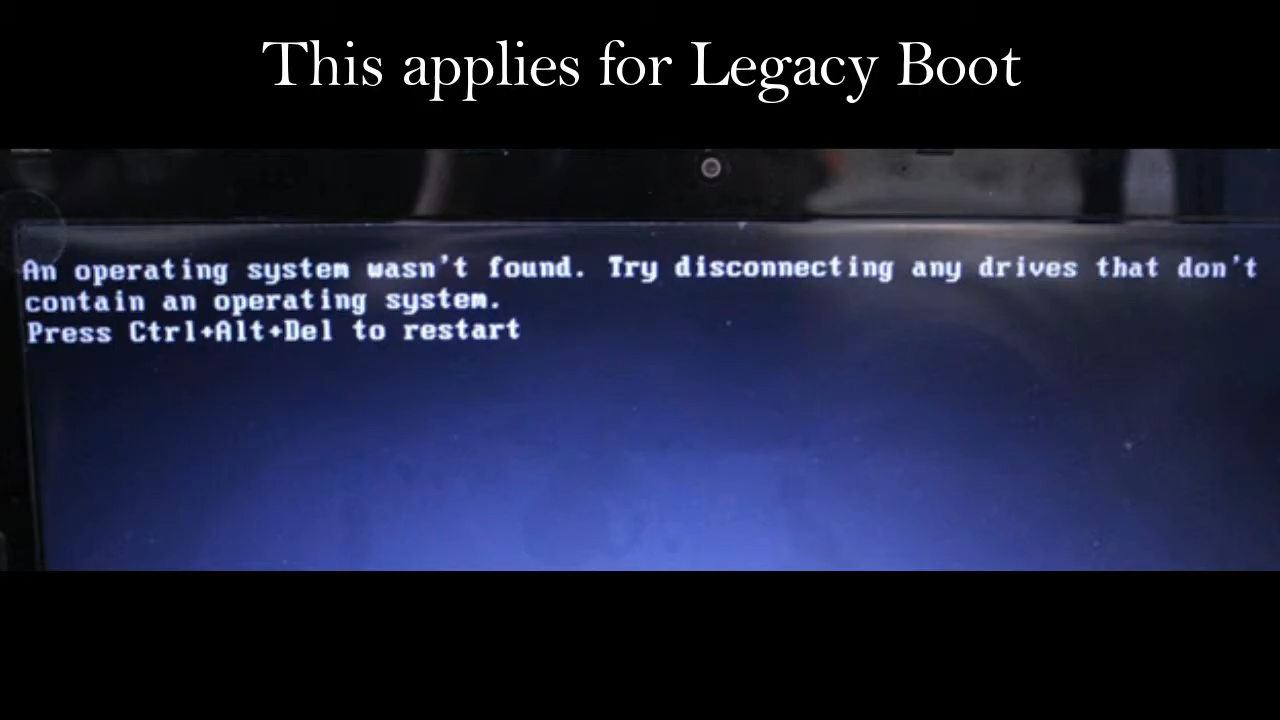 This applies for Legacy Boot
An operating system wasn't found. Try disconnecting any drives that don't
contain an operating system.
Press Ctrl+Alt+Del to restart